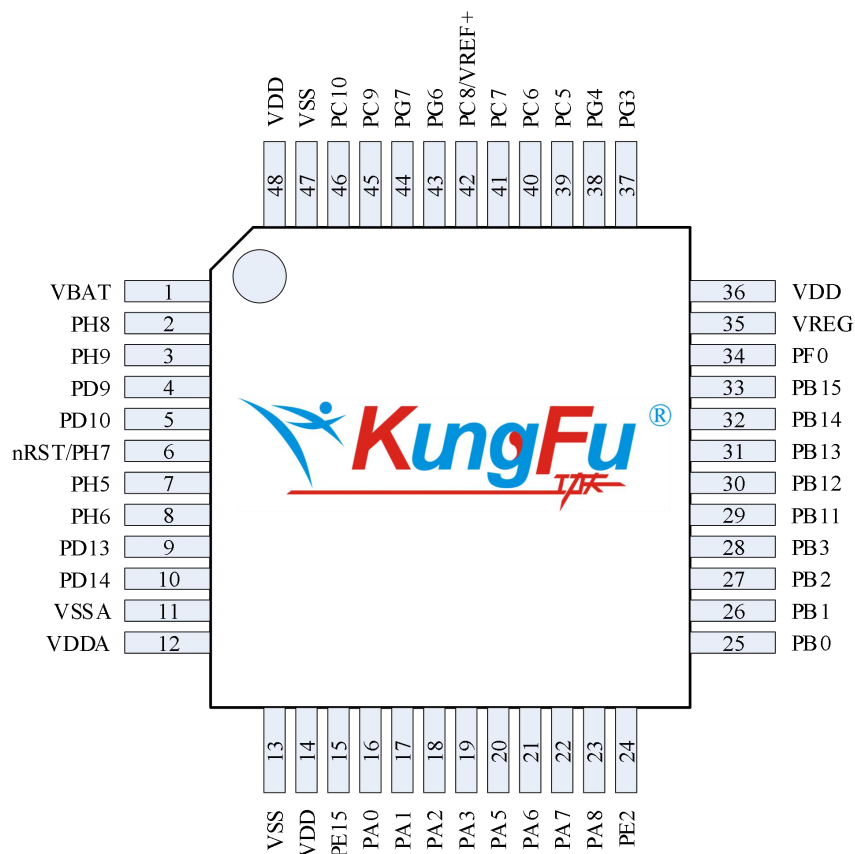 VDD VSS PC10 PC9 PG7 PG6 PC8/VREF+ PC7 PC6 PC5 PG4 PG3
48 47 46 45 44 43 42 41 40 39 38 37
VBAT 1
PH8 2
PH9 3
PD9 4
PD10 5
nRST/PH7 6
PH5 7
PH6 8
PD13 9
PD14 10
VSSA 11
VDDA 12
KungFu ®
功夫
36 VDD
35 VREG
34 PF0
33 PB15
32 PB14
31 PB13
30 PB12
29 PB11
28 PB3
27 PB2
26 PB1
25 PB0
13 14 15 16 17 18 19 20 21 22 23 24
VSS VDD PE15 PA0 PA1 PA2 PA3 PA5 PA6 PA7 PA8 PE2